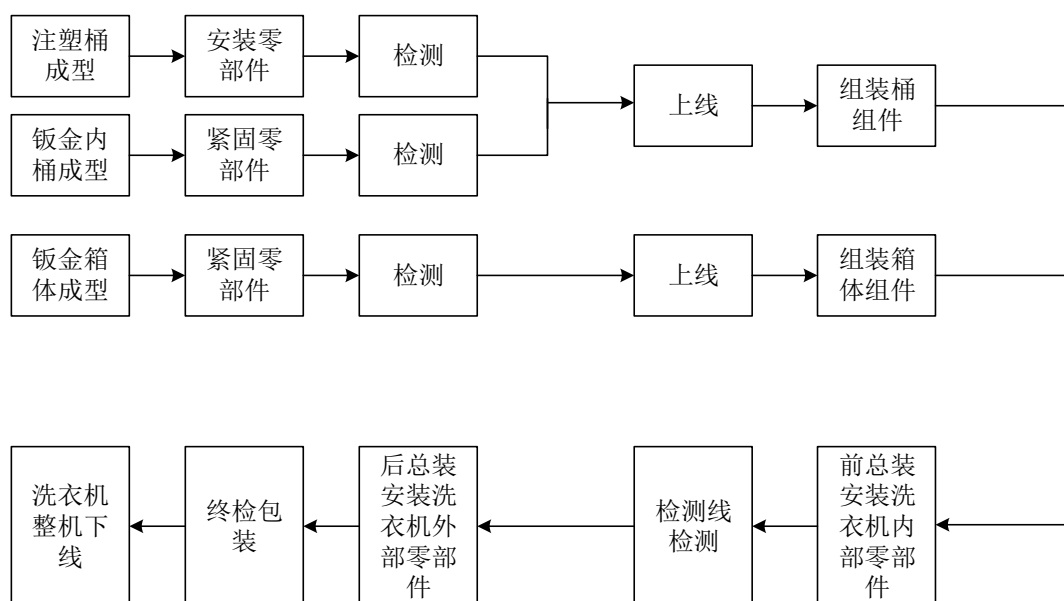 注塑桶
成型
安装零
部件
检测
钣金内
桶成型
紧固零
部件
检测
上线
组装桶
组件
钣金箱
体成型
紧固零
部件
检测
上线
组装箱
体组件
前总装
安装洗
衣机内
部零部
件
检测线
检测
后总装
安装洗
衣机外
部零部
件
终检包
装
洗衣机
整机下
线